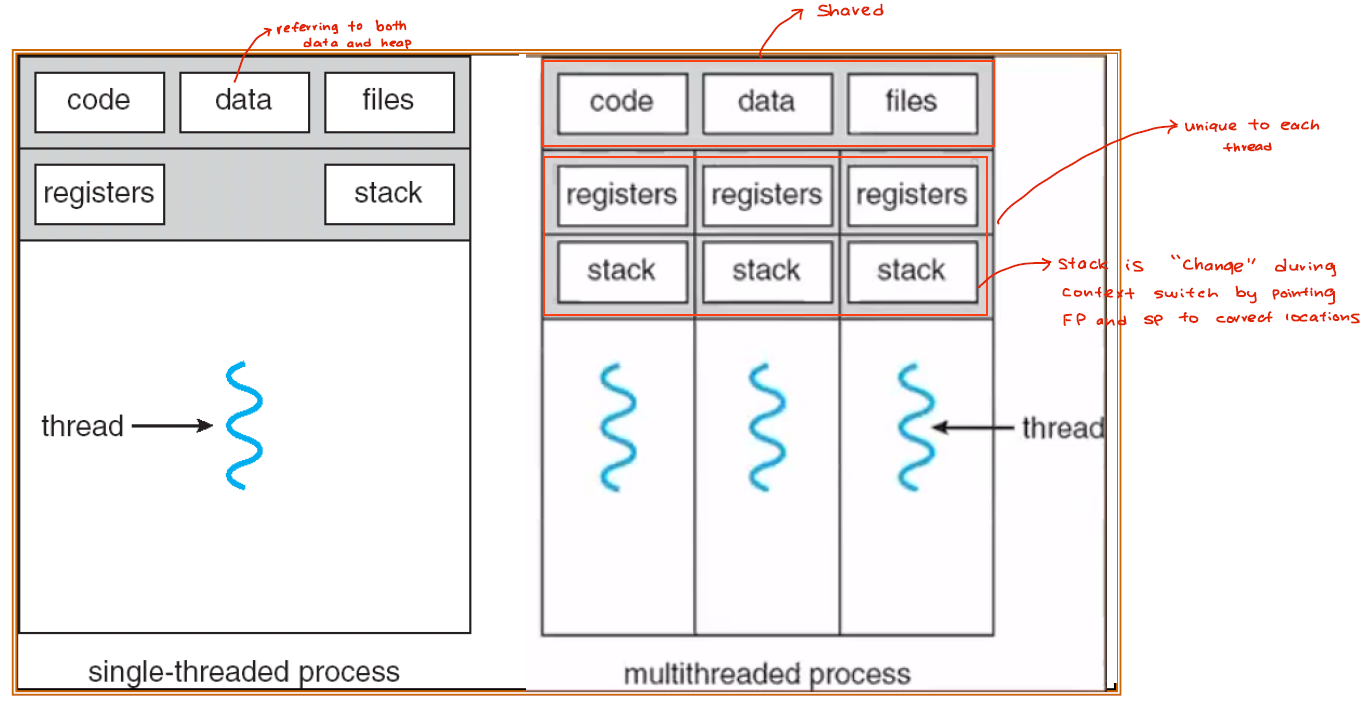 referring to both
data and heap
Shared
code data files
registers stack
thread
single-threaded process
code data files
registers registers registers
stack stack stack
thread
multithreaded process
unique to each
thread
Stack is "Change" during
context switch by pointing
FP and SP to correct locations